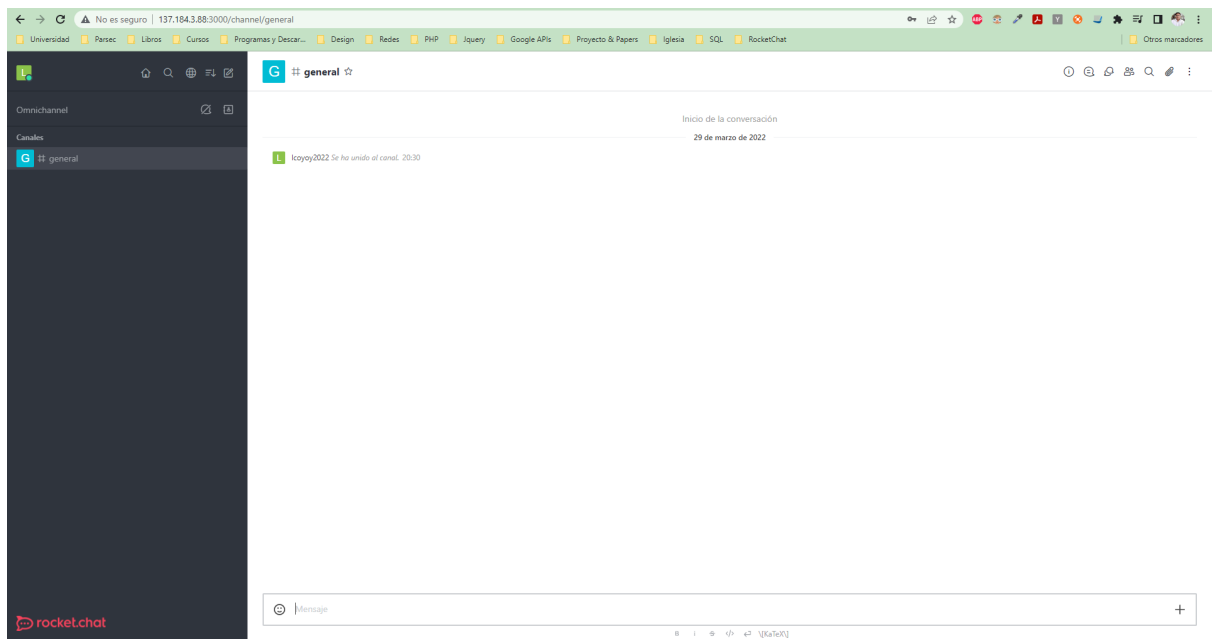 No es seguro | 137.184.3.88:3000/channel/general
Universidad Parsec Libros Cursos Programas y Descar... Design Redes PHP Jquery Google APIs Proyecto & Papers Iglesia SQL RocketChat Otros marcadores
L
G # general
Omnichannel
Canales
G # general
Inicio de la conversación
29 de marzo de 2022
L lcoyoy2022 Se ha unido al canal. 20:30
Mensaje
B i S </> \[KaTeX\]
rocket.chat